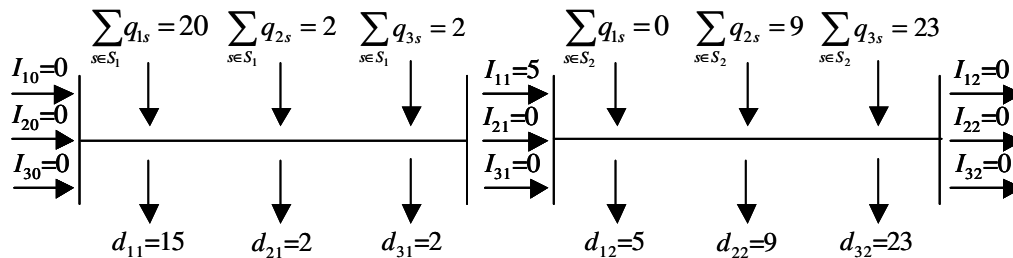 ∑_{s∈S₁} q₁ₛ = 20 ∑_{s∈S₁} q₂ₛ = 2 ∑_{s∈S₁} q₃ₛ = 2 ∑_{s∈S₂} q₁ₛ = 0 ∑_{s∈S₂} q₂ₛ = 9 ∑_{s∈S₂} q₃ₛ = 23
I₁₀=0 I₁₁=5 I₁₂=0
I₂₀=0 I₂₁=0 I₂₂=0
I₃₀=0 I₃₁=0 I₃₂=0
d₁₁=15 d₂₁=2 d₃₁=2 d₁₂=5 d₂₂=9 d₃₂=23